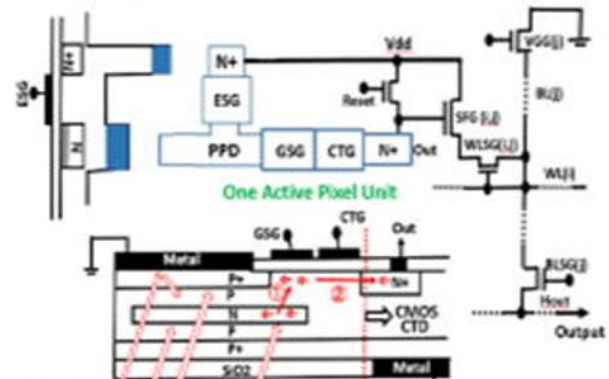 N+
ESG
N
N+
ESG
PPD
GSG
CTG
N+
Out
Vdd
Reset
SFG (i,j)
WLSG(i,j)
VGG(j)
BL(j)
WL(i)
BLSG(j)
Hout
Output
One Active Pixel Unit
GSG
CTG
Out
Metal
P+
P
N
P
P+
SiO2
N+
①
②
CMOS
CTD
Metal